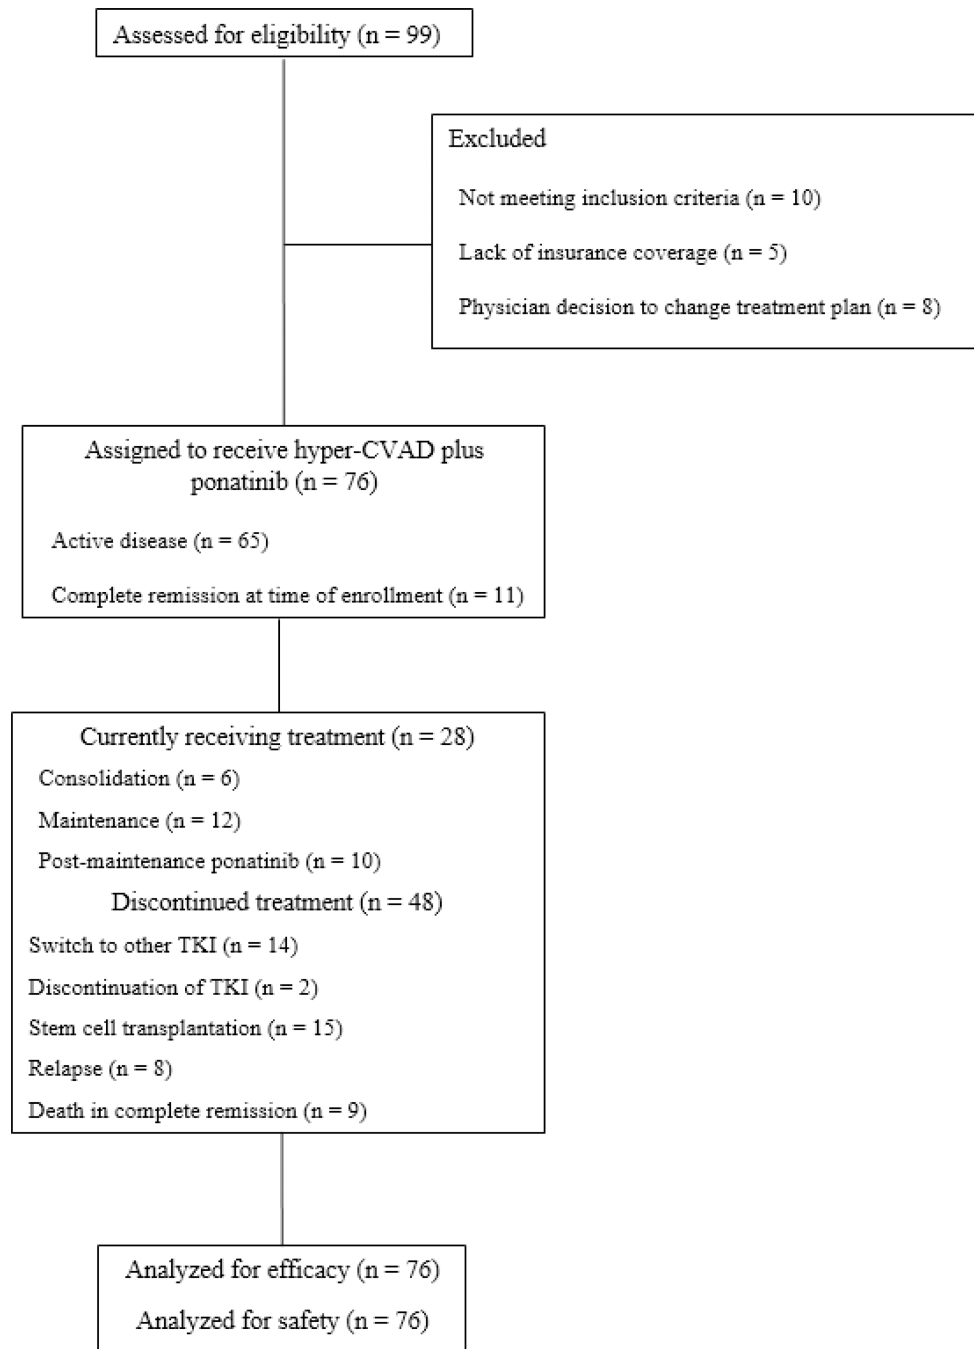 Assessed for eligibility (n = 99)
Excluded
Not meeting inclusion criteria (n = 10)
Lack of insurance coverage (n = 5)
Physician decision to change treatment plan (n = 8)
Assigned to receive hyper-CVAD plus
ponatinib (n = 76)
Active disease (n = 65)
Complete remission at time of enrollment (n = 11)
Currently receiving treatment (n = 28)
Consolidation (n = 6)
Maintenance (n = 12)
Post-maintenance ponatinib (n = 10)
Discontinued treatment (n = 48)
Switch to other TKI (n = 14)
Discontinuation of TKI (n = 2)
Stem cell transplantation (n = 15)
Relapse (n = 8)
Death in complete remission (n = 9)
Analyzed for efficacy (n = 76)
Analyzed for safety (n = 76)